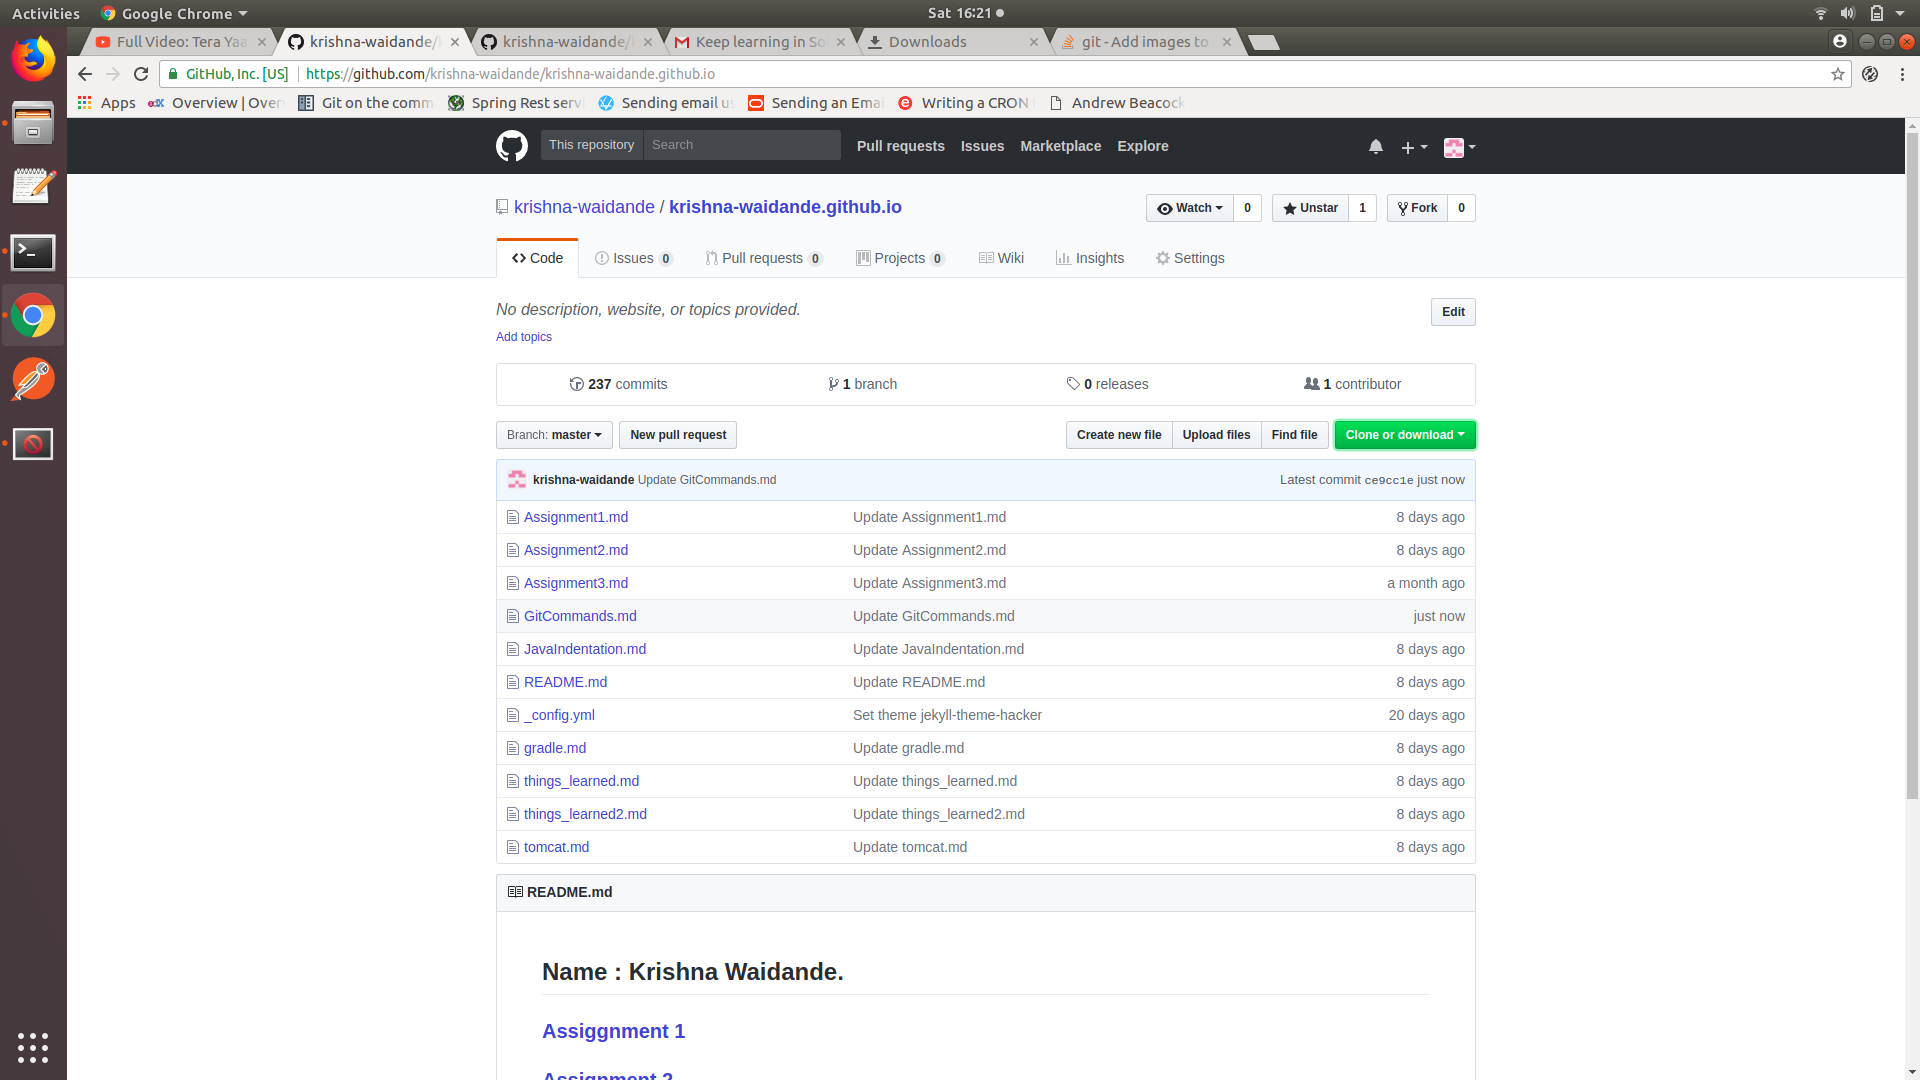 Activities Google Chrome Sat 16:21
Full Video: Tera Yaa krishna-waidande/ krishna-waidande/ Keep learning in So Downloads git - Add images to
GitHub, Inc. [US] https://github.com/krishna-waidande/krishna-waidande.github.io
Apps Overview | Over Git on the comm Spring Rest serv Sending email us Sending an Emai Writing a CRON Andrew Beacock
This repository Search Pull requests Issues Marketplace Explore
krishna-waidande / krishna-waidande.github.io Watch 0 Unstar 1 Fork 0
Code Issues 0 Pull requests 0 Projects 0 Wiki Insights Settings
No description, website, or topics provided. Edit
Add topics
237 commits 1 branch 0 releases 1 contributor
Branch: master New pull request Create new file Upload files Find file Clone or download
krishna-waidande Update GitCommands.md Latest commit ce9cc1e just now
Assignment1.md Update Assignment1.md 8 days ago
Assignment2.md Update Assignment2.md 8 days ago
Assignment3.md Update Assignment3.md a month ago
GitCommands.md Update GitCommands.md just now
JavaIndentation.md Update JavaIndentation.md 8 days ago
README.md Update README.md 8 days ago
_config.yml Set theme jekyll-theme-hacker 20 days ago
gradle.md Update gradle.md 8 days ago
things_learned.md Update things_learned.md 8 days ago
things_learned2.md Update things_learned2.md 8 days ago
tomcat.md Update tomcat.md 8 days ago
README.md
Name : Krishna Waidande.
Assiggnment 1
Assignment 2